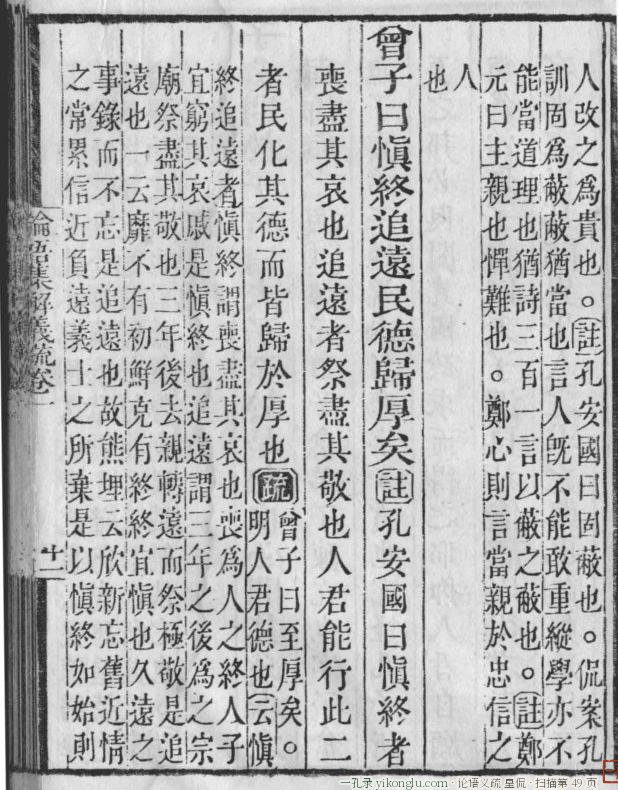 人改之為貴也。註孔安國曰固蔽也。侃案孔
訓固為蔽蔽猶當也言人既不能敢重縱學亦不
能當道理也猶詩三百一言以蔽之蔽也。註鄭
元曰主親也憚難也。鄭心則言當親於忠信之
人
也
曾子曰慎終追遠民德歸厚矣註孔安國曰慎終者
喪盡其哀也追遠者祭盡其敬也人君能行此二
者民化其德而皆歸於厚也疏曾子曰至厚矣。
明人君德也云慎
終追遠者慎終謂喪盡其哀也喪為人之終人子
宜窮其哀戚是慎終也追遠謂三年之後為之宗
廟祭盡其敬也三年後去親轉遠而祭極敬是追
遠也一云靡不有初鮮克有終終宜慎也久遠之
事錄而不忘是追遠也故熊埋云欣新忘舊近情
之常累信近負遠義士之所棄是以慎終如始則
論語集解義疏卷一
十二
一孔录 yikonglu.com · 论语义疏 皇侃 · 扫描第 49 页